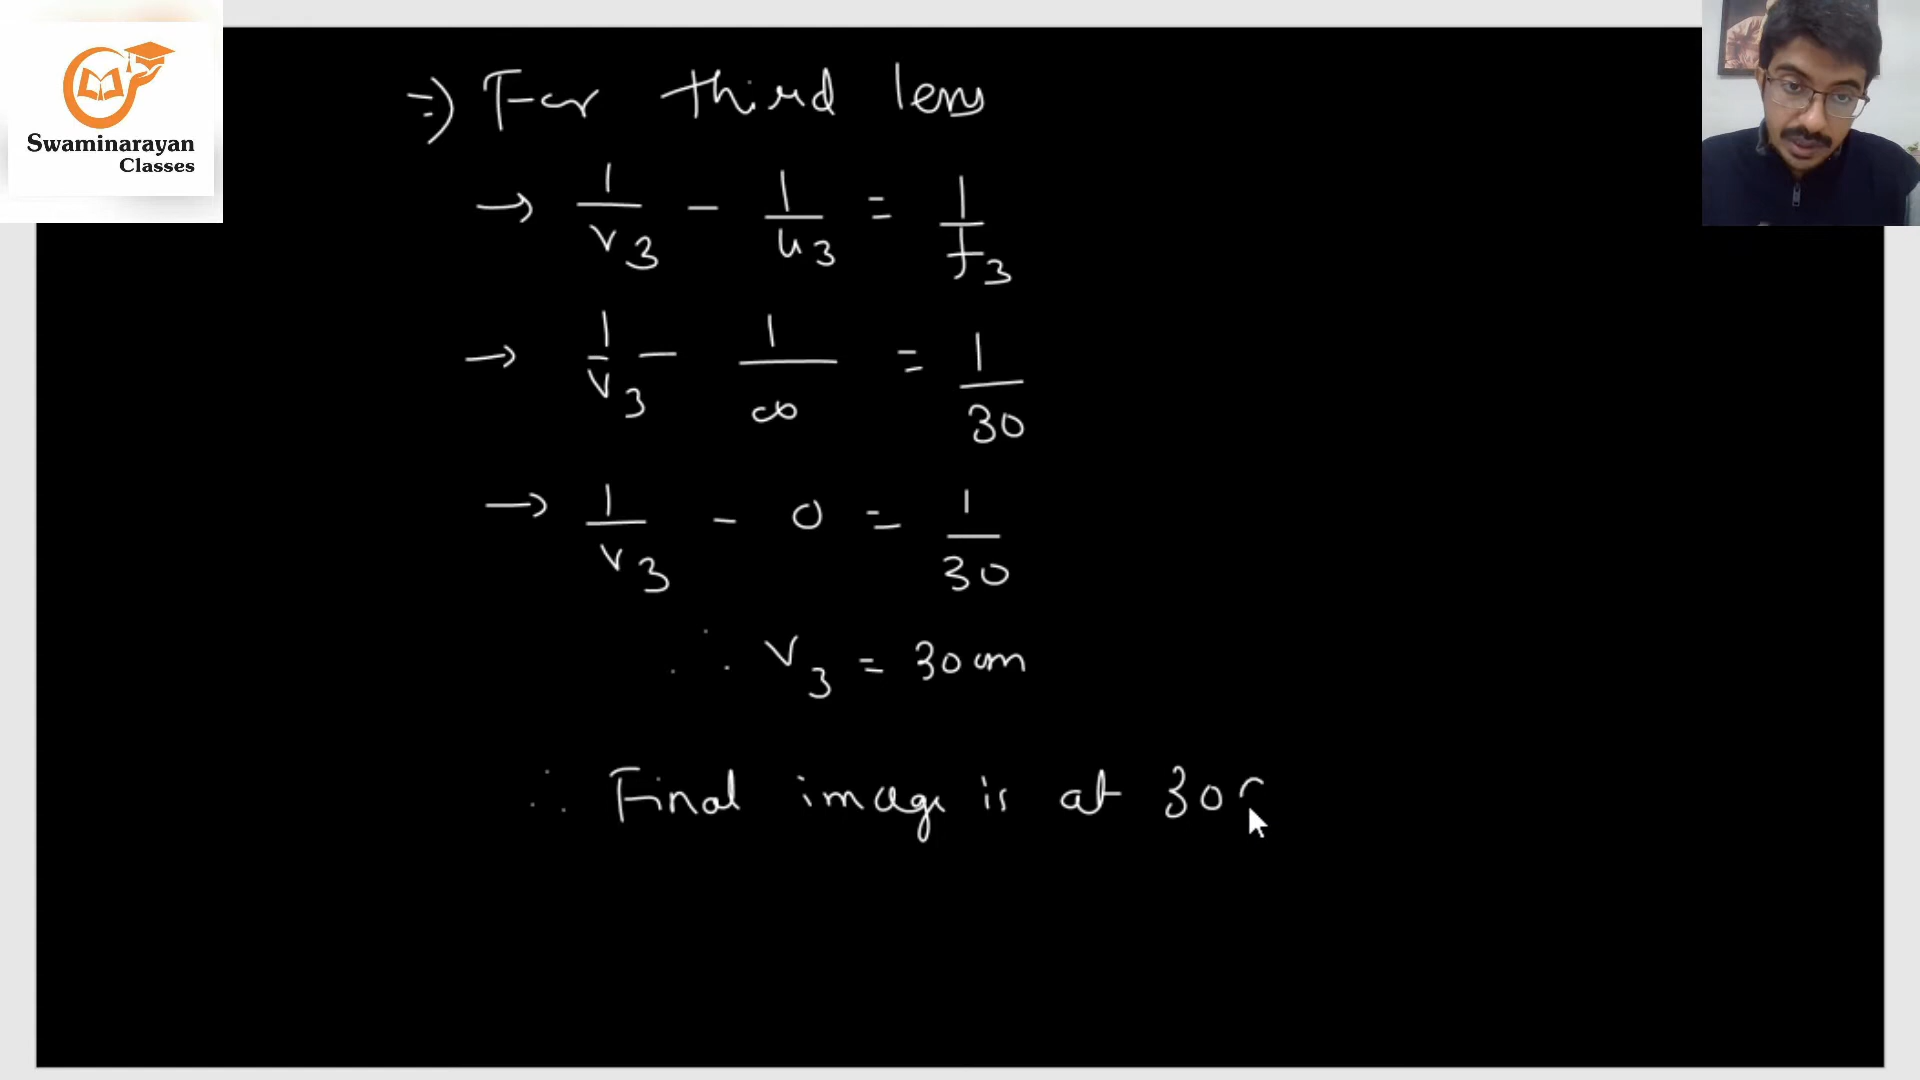 Swaminarayan
Classes
⇒) For third lens
→ 1/v₃ - 1/u₃ = 1/f₃
→ 1/v₃ - 1/∞ = 1/30
→ 1/v₃ - 0 = 1/30
∴ v₃ = 30 cm
∴ Final image is at 30 c